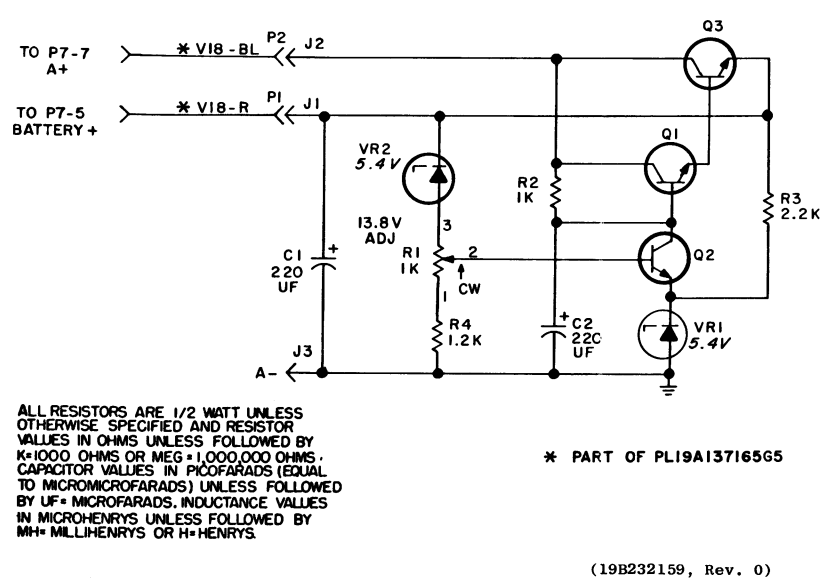 Q3
P2
J2
TO P7-7
A+
* V18-BL
P1
J1
TO P7-5
BATTERY +
* V18-R
Q1
VR2
5.4V
R2
1K
R3
2.2K
13.8V
ADJ
3
R1
1K
2
CW
1
Q2
C1
220
UF
+
R4
1.2K
+
C2
220
UF
VR1
5.4V
J3
A-
ALL RESISTORS ARE 1/2 WATT UNLESS
OTHERWISE SPECIFIED AND RESISTOR
VALUES IN OHMS UNLESS FOLLOWED BY
K=1000 OHMS OR MEG = 1,000,000 OHMS.
CAPACITOR VALUES IN PICOFARADS (EQUAL
TO MICROMICROFARADS) UNLESS FOLLOWED
BY UF= MICROFARADS. INDUCTANCE VALUES
IN MICROHENRYS UNLESS FOLLOWED BY
MH= MILLIHENRYS OR H=HENRYS.
* PART OF PL19A137165G5
(19B232159, Rev. 0)